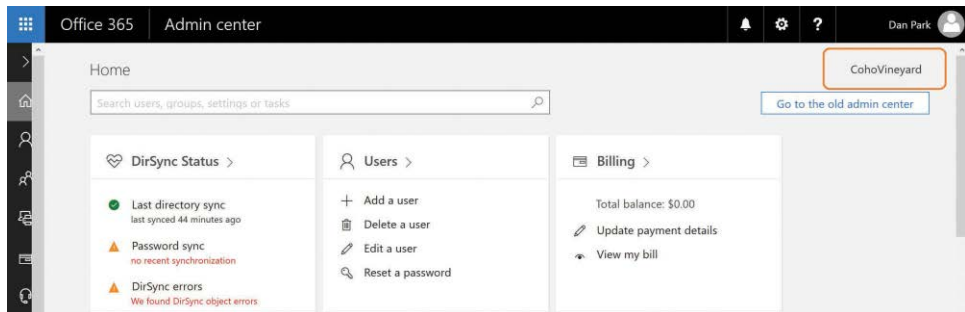 Office 365 Admin center
? Dan Park
Home
CohoVineyard
Search users, groups, settings or tasks
Go to the old admin center
DirSync Status >
Last directory sync
last synced 44 minutes ago
Password sync
no recent synchronization
DirSync errors
We found DirSync object errors
Users >
Add a user
Delete a user
Edit a user
Reset a password
Billing >
Total balance: $0.00
Update payment details
View my bill